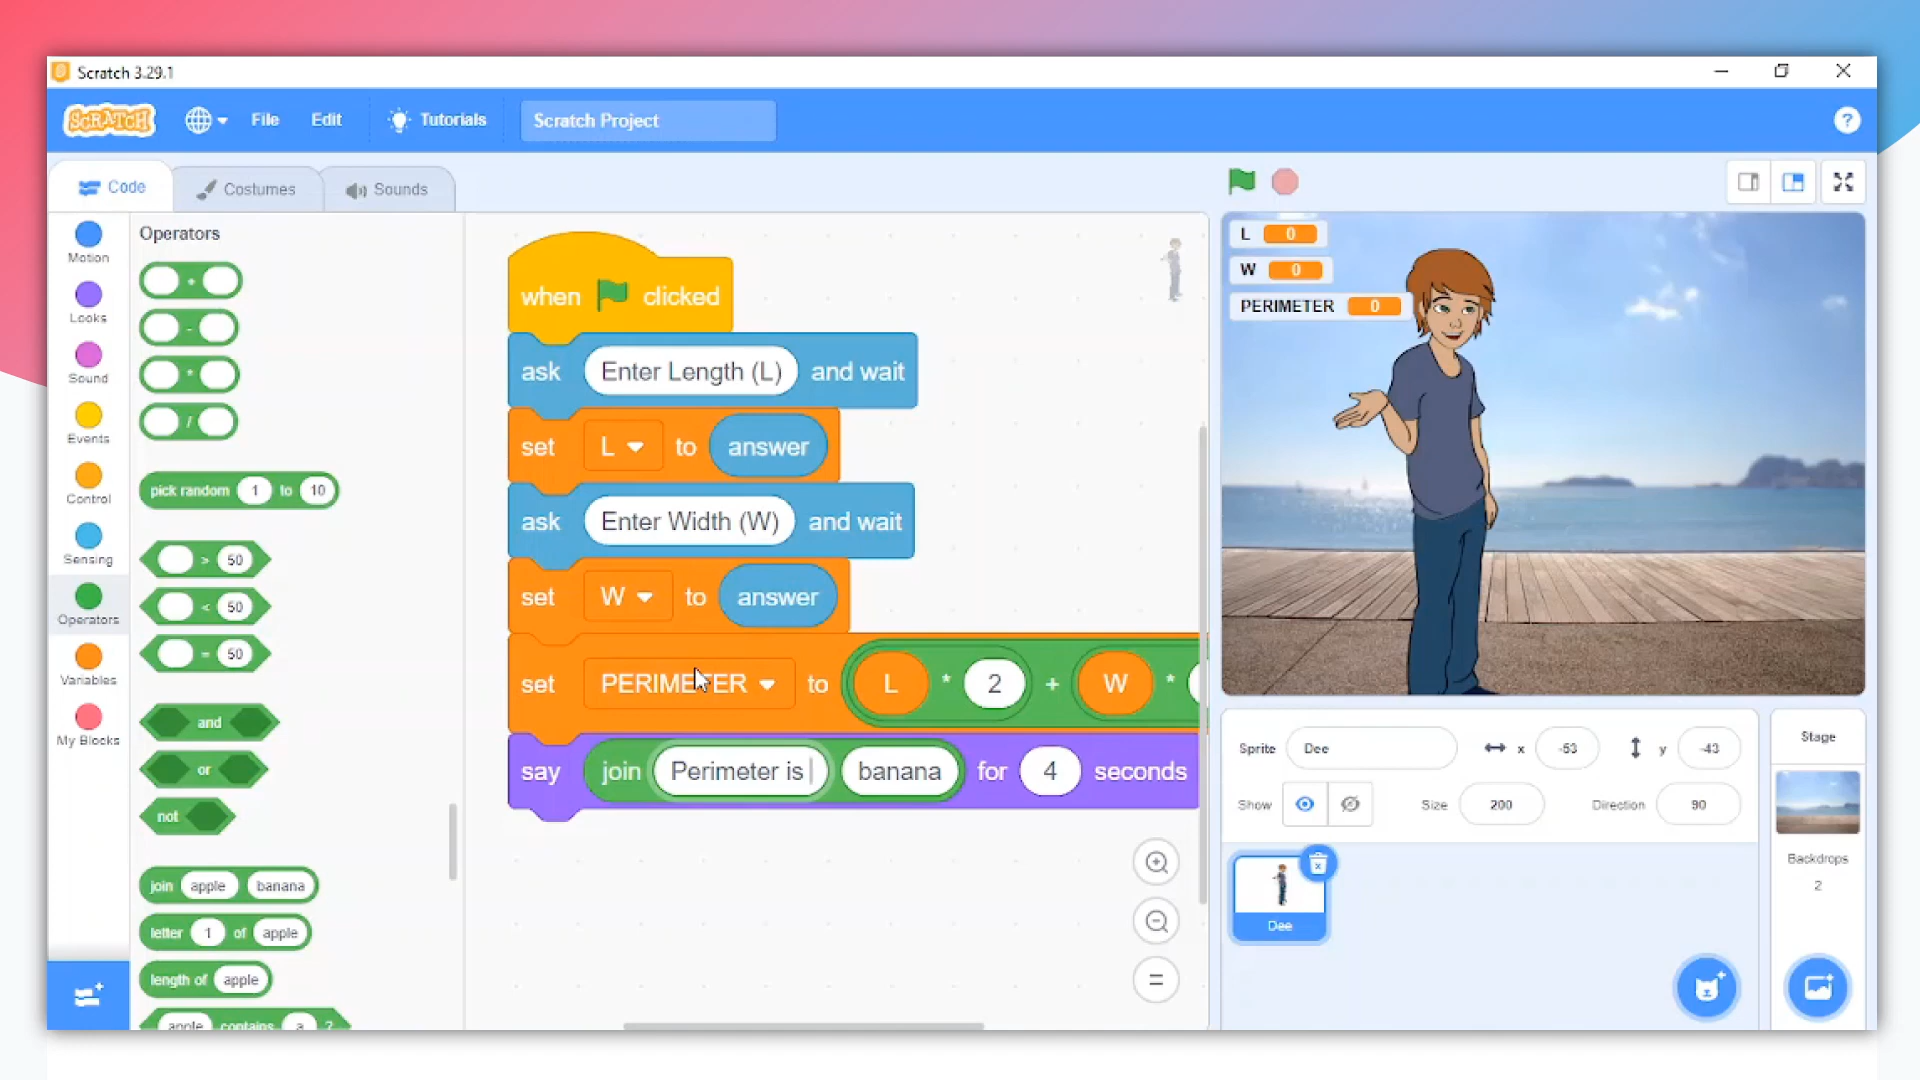 Scratch 3.29.1
SCRATCH
File
Edit
Tutorials
Scratch Project
?
Code
Costumes
Sounds
Motion
Looks
Sound
Events
Control
Sensing
Operators
Variables
My Blocks
Operators
+
-
*
/
pick random 1 to 10
> 50
< 50
= 50
and
or
not
join apple banana
letter 1 of apple
length of apple
apple contains a ?
when clicked
ask Enter Length (L) and wait
set L to answer
ask Enter Width (W) and wait
set W to answer
set PERIMETER to L * 2 + W *
say join Perimeter is banana for 4 seconds
L 0
W 0
PERIMETER 0
Sprite Dee x -53 y -43
Show Size 200 Direction 90
Dee
Stage
Backdrops
2